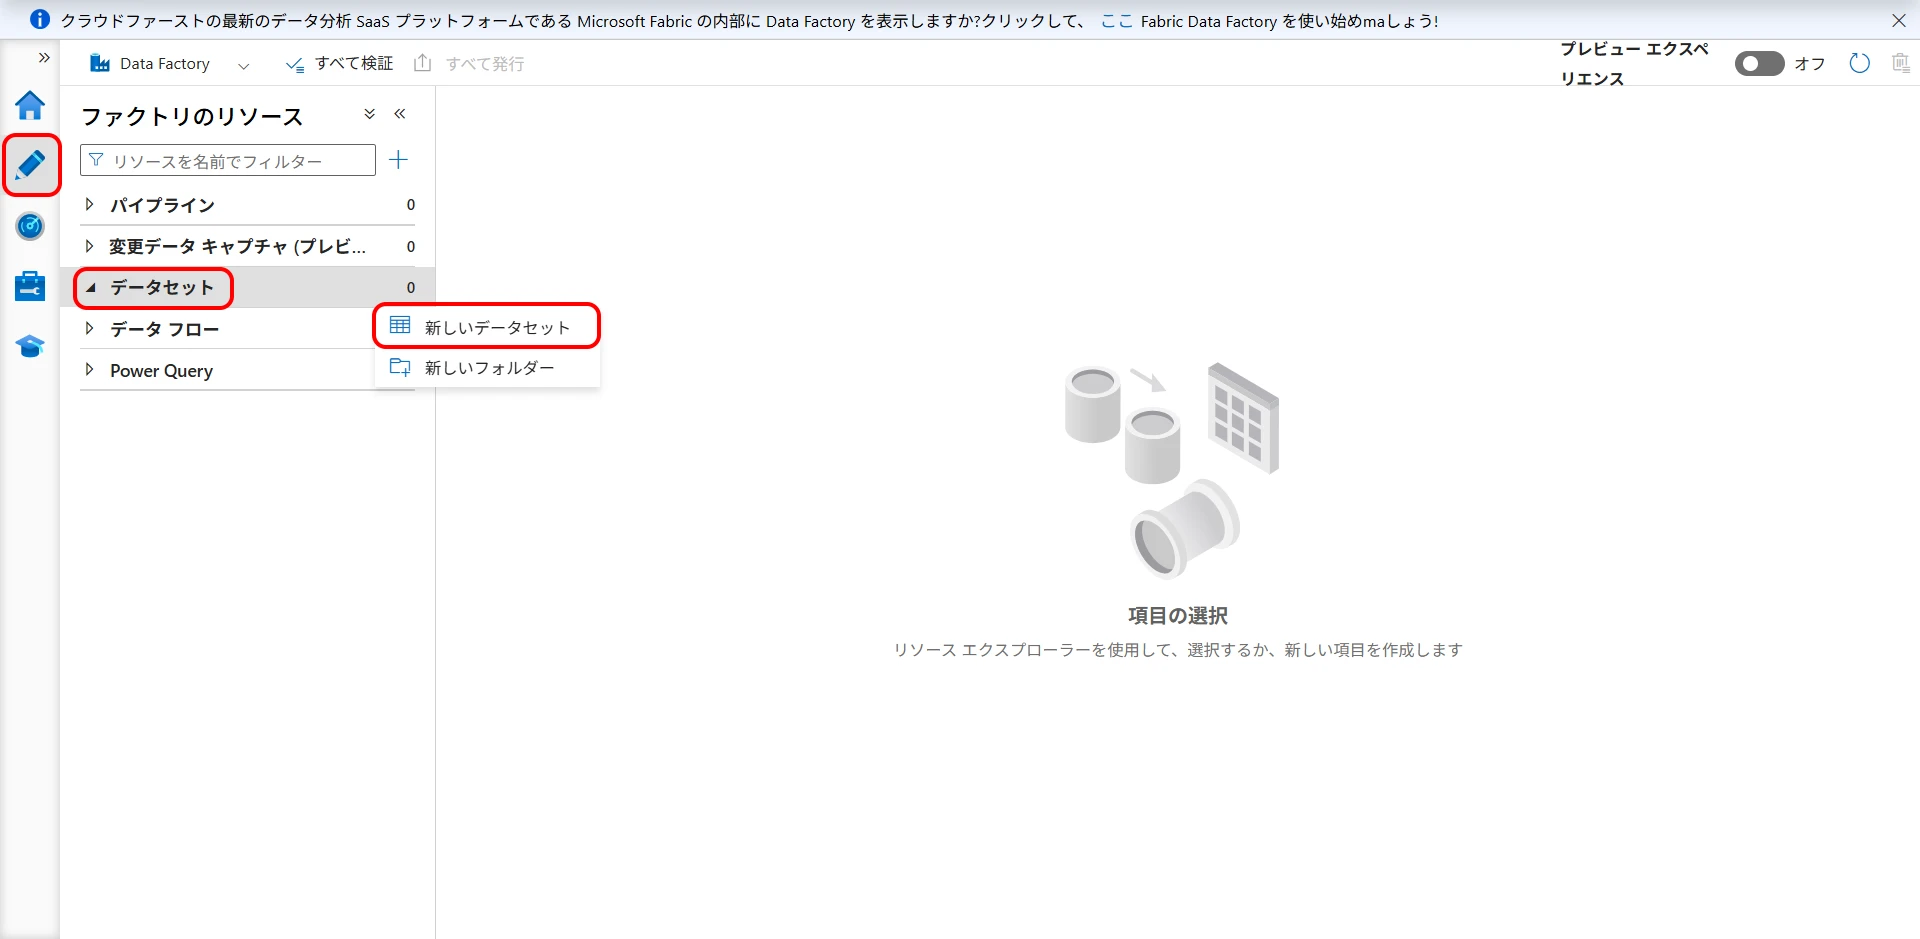 クラウドファーストの最新のデータ分析 SaaS プラットフォームである Microsoft Fabric の内部に Data Factory を表示しますか?クリックして、 ここ Fabric Data Factory を使い始めmaしょう!
Data Factory
すべて検証
すべて発行
プレビュー エクスペ
リエンス
オフ
ファクトリのリソース
リソースを名前でフィルター
パイプライン 0
変更データ キャプチャ (プレビ... 0
データセット 0
新しいデータセット
データ フロー
新しいフォルダー
Power Query
項目の選択
リソース エクスプローラーを使用して、選択するか、新しい項目を作成します